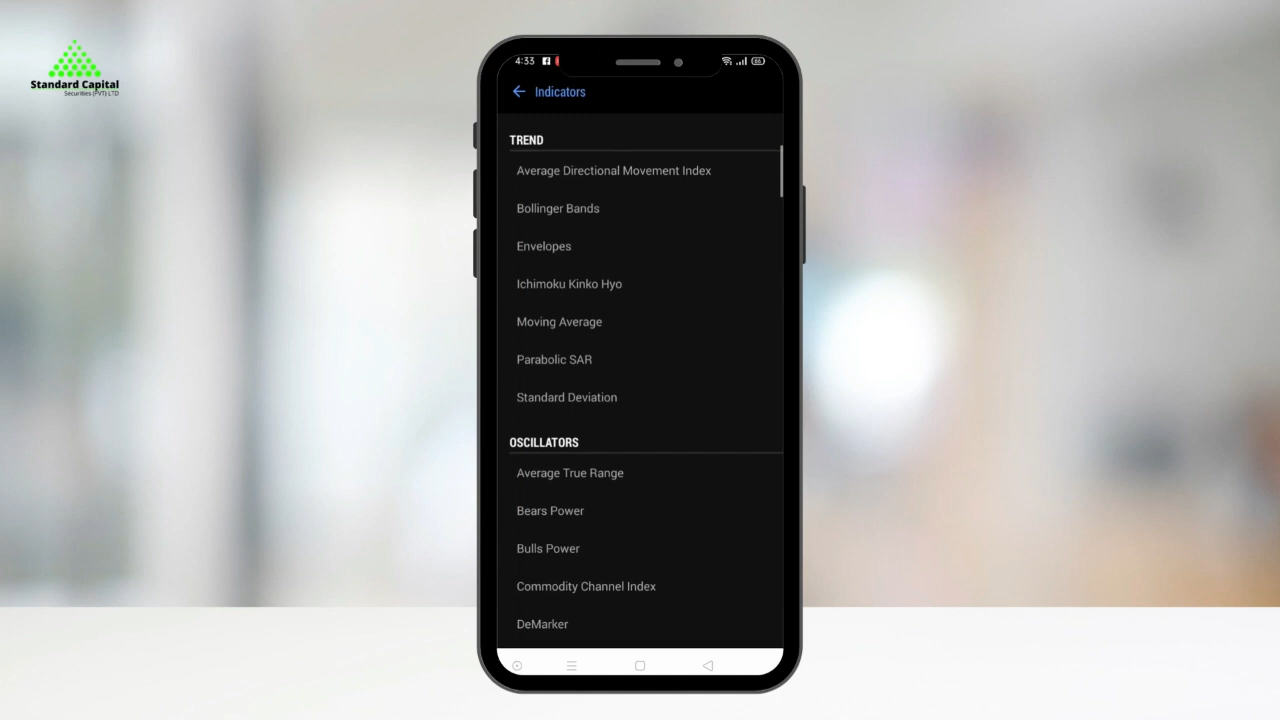 Standard Capital
Securities (PVT) LTD
4:33
66
Indicators
TREND
Average Directional Movement Index
Bollinger Bands
Envelopes
Ichimoku Kinko Hyo
Moving Average
Parabolic SAR
Standard Deviation
OSCILLATORS
Average True Range
Bears Power
Bulls Power
Commodity Channel Index
DeMarker